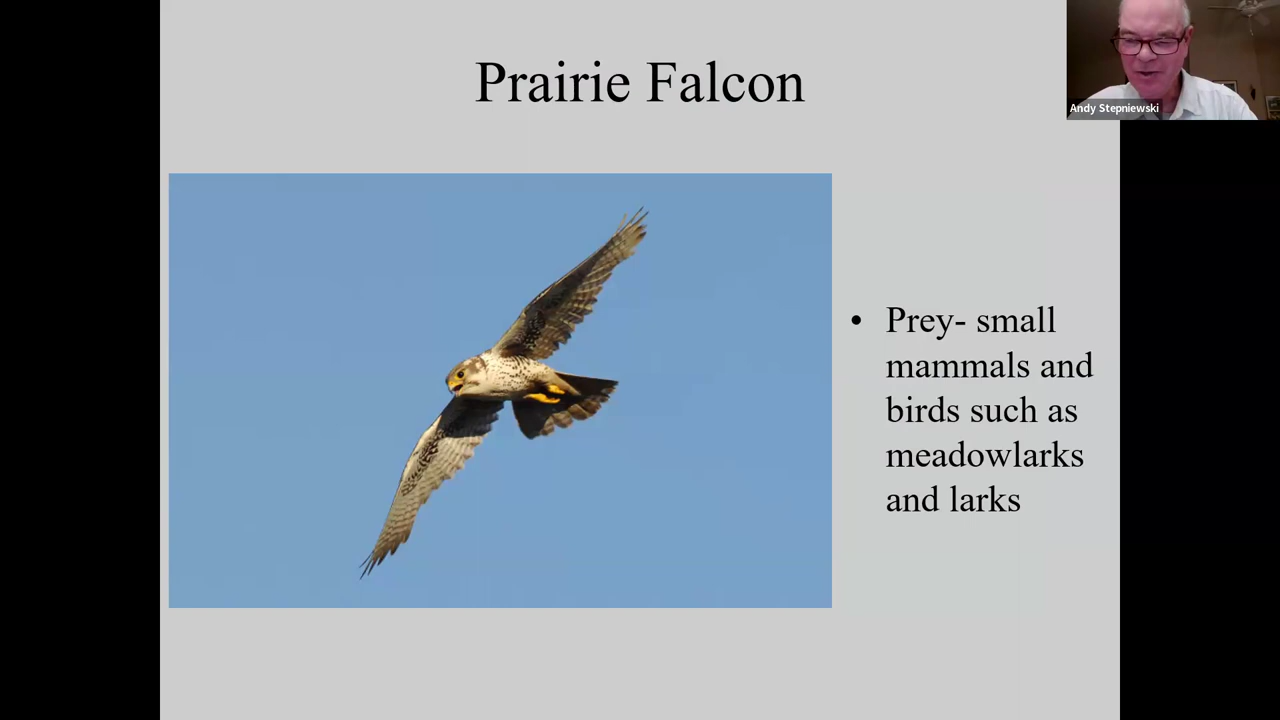 Prairie Falcon
Andy Stepniewski
• Prey- small
mammals and
birds such as
meadowlarks
and larks